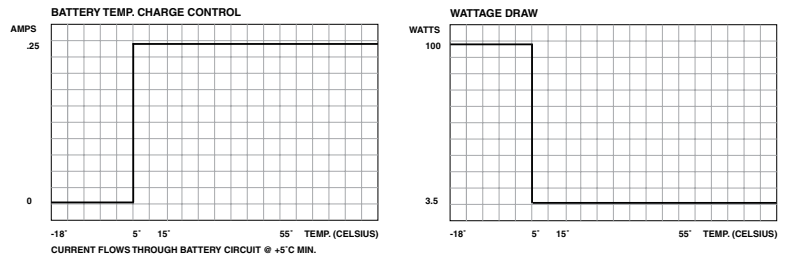 BATTERY TEMP. CHARGE CONTROL
AMPS
.25
0
-18˚ 5˚ 15˚ 55˚ TEMP. (CELSIUS)
CURRENT FLOWS THROUGH BATTERY CIRCUIT @ +5˚C MIN.
WATTAGE DRAW
WATTS
100
3.5
-18˚ 5˚ 15˚ 55˚ TEMP. (CELSIUS)